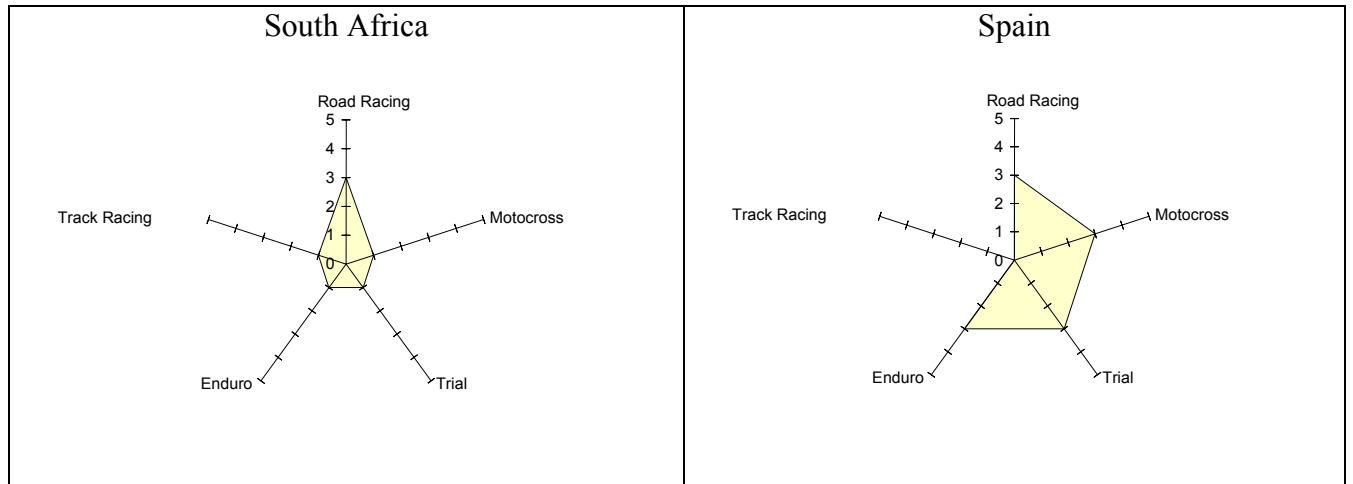 South Africa
Road Racing
5
4
3
2
1
0
Track Racing
Motocross
Enduro
Trial
Spain
Road Racing
5
4
3
2
1
0
Track Racing
Motocross
Enduro
Trial